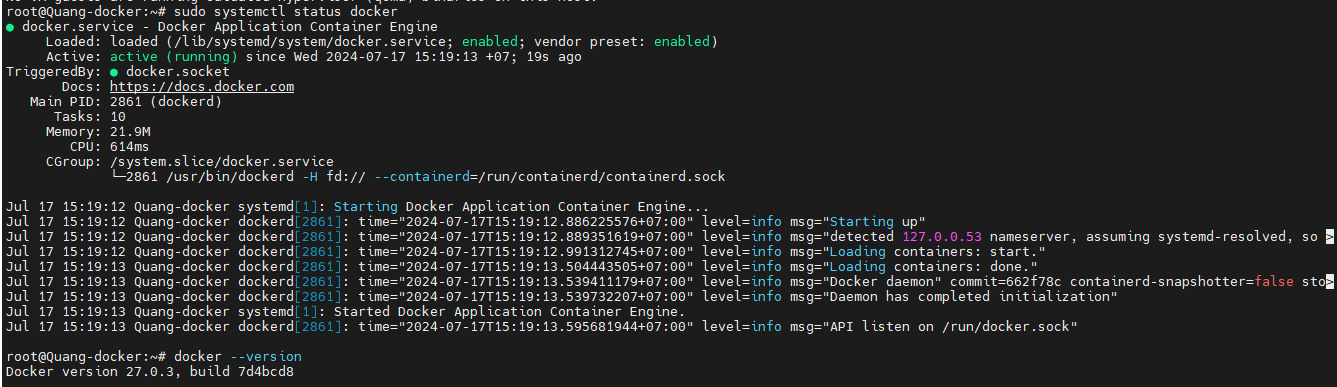 root@Quang-docker:~# sudo systemctl status docker
● docker.service - Docker Application Container Engine
     Loaded: loaded (/lib/systemd/system/docker.service; enabled; vendor preset: enabled)
     Active: active (running) since Wed 2024-07-17 15:19:13 +07; 19s ago
TriggeredBy: ● docker.socket
       Docs: https://docs.docker.com
   Main PID: 2861 (dockerd)
      Tasks: 10
     Memory: 21.9M
        CPU: 614ms
     CGroup: /system.slice/docker.service
             └─2861 /usr/bin/dockerd -H fd:// --containerd=/run/containerd/containerd.sock
Jul 17 15:19:12 Quang-docker systemd[1]: Starting Docker Application Container Engine...
Jul 17 15:19:12 Quang-docker dockerd[2861]: time="2024-07-17T15:19:12.886225576+07:00" level=info msg="Starting up"
Jul 17 15:19:12 Quang-docker dockerd[2861]: time="2024-07-17T15:19:12.889351619+07:00" level=info msg="detected 127.0.0.53 nameserver, assuming systemd-resolved, so >
Jul 17 15:19:12 Quang-docker dockerd[2861]: time="2024-07-17T15:19:12.991312745+07:00" level=info msg="Loading containers: start."
Jul 17 15:19:13 Quang-docker dockerd[2861]: time="2024-07-17T15:19:13.504443505+07:00" level=info msg="Loading containers: done."
Jul 17 15:19:13 Quang-docker dockerd[2861]: time="2024-07-17T15:19:13.539411179+07:00" level=info msg="Docker daemon" commit=662f78c containerd-snapshotter=false sto>
Jul 17 15:19:13 Quang-docker dockerd[2861]: time="2024-07-17T15:19:13.539732207+07:00" level=info msg="Daemon has completed initialization"
Jul 17 15:19:13 Quang-docker systemd[1]: Started Docker Application Container Engine.
Jul 17 15:19:13 Quang-docker dockerd[2861]: time="2024-07-17T15:19:13.595681944+07:00" level=info msg="API listen on /run/docker.sock"
root@Quang-docker:~# docker --version
Docker version 27.0.3, build 7d4bcd8